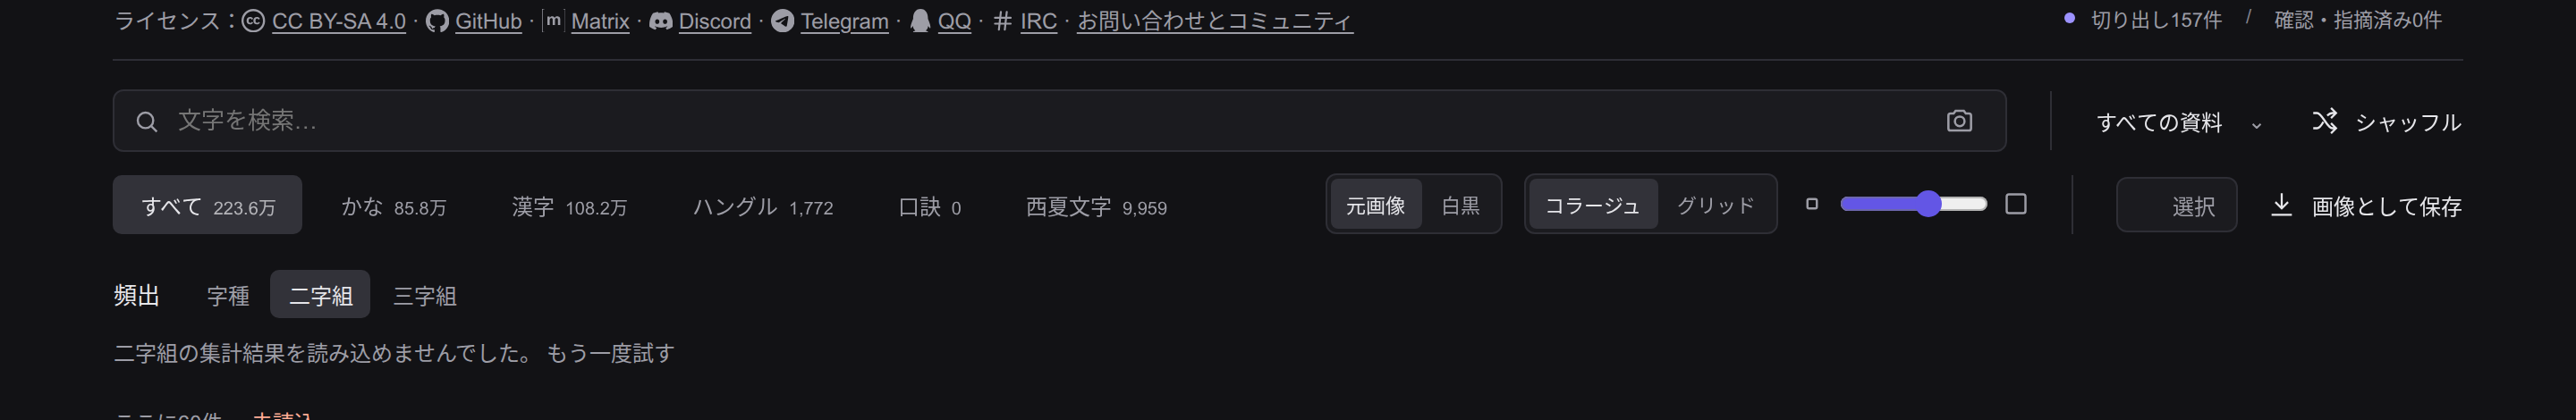 ライセンス：CC BY-SA 4.0 · GitHub · Matrix · Discord · Telegram · QQ · IRC · お問い合わせとコミュニティ
切り出し157件 / 確認・指摘済み0件
文字を検索…
すべての資料 シャッフル
すべて 223.6万 かな 85.8万 漢字 108.2万 ハングル 1,772 口訣 0 西夏文字 9,959 元画像 白黒 コラージュ グリッド 選択 画像として保存
頻出 字種 二字組 三字組
二字組の集計結果を読み込めませんでした。 もう一度試す